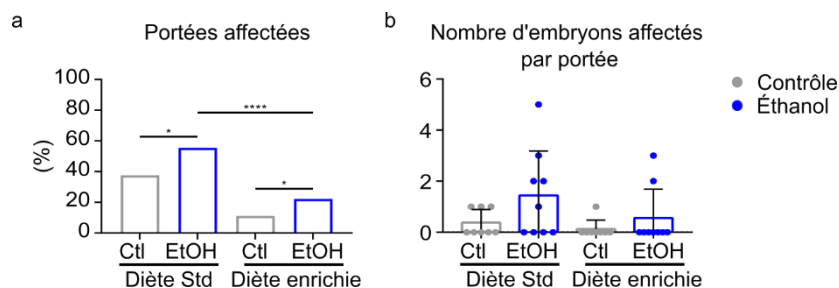 a
Portées affectées
100
80
60
40
20
0
(%)
*
****
*
Ctl EtOH Ctl EtOH
Diète Std Diète enrichie
b
Nombre d'embryons affectés
par portée
6
4
2
0
Ctl EtOH Ctl EtOH
Diète Std Diète enrichie
Contrôle
Éthanol